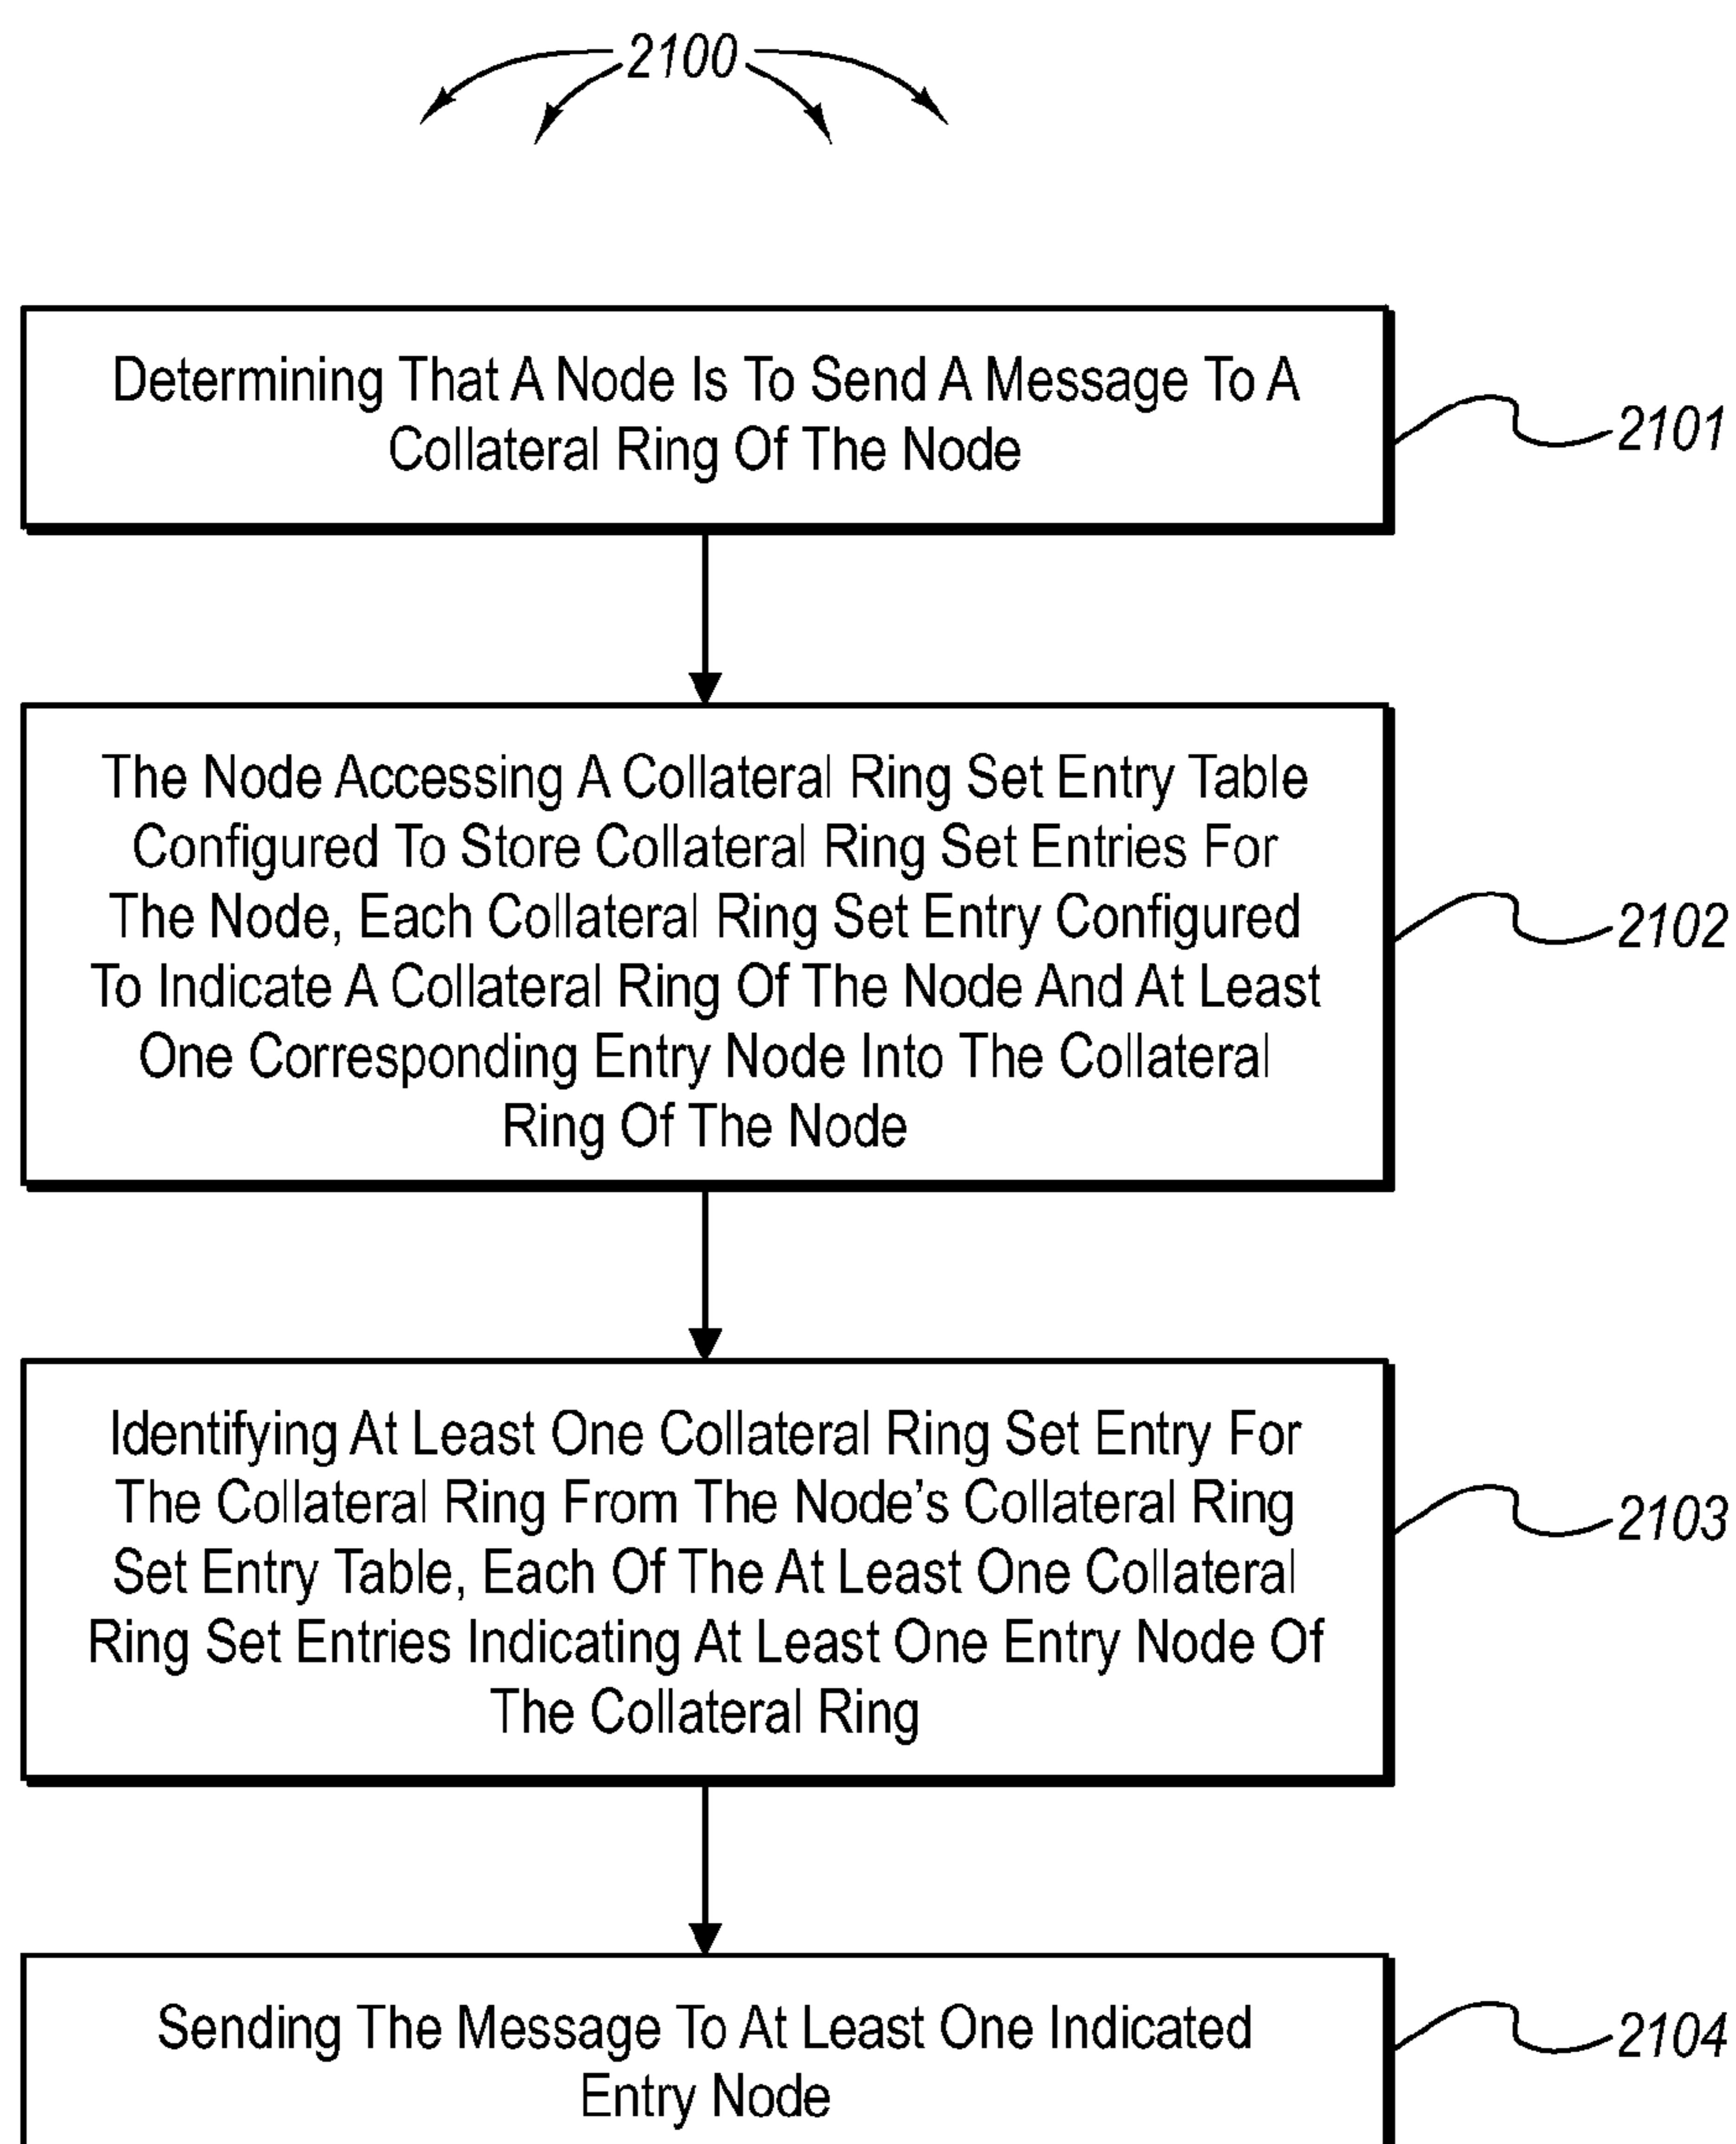 2100
Determining That A Node Is To Send A Message To A
Collateral Ring Of The Node
2101
The Node Accessing A Collateral Ring Set Entry Table
Configured To Store Collateral Ring Set Entries For
The Node, Each Collateral Ring Set Entry Configured
To Indicate A Collateral Ring Of The Node And At Least
One Corresponding Entry Node Into The Collateral
Ring Of The Node
2102
Identifying At Least One Collateral Ring Set Entry For
The Collateral Ring From The Node's Collateral Ring
Set Entry Table, Each Of The At Least One Collateral
Ring Set Entries Indicating At Least One Entry Node Of
The Collateral Ring
2103
Sending The Message To At Least One Indicated
Entry Node
2104